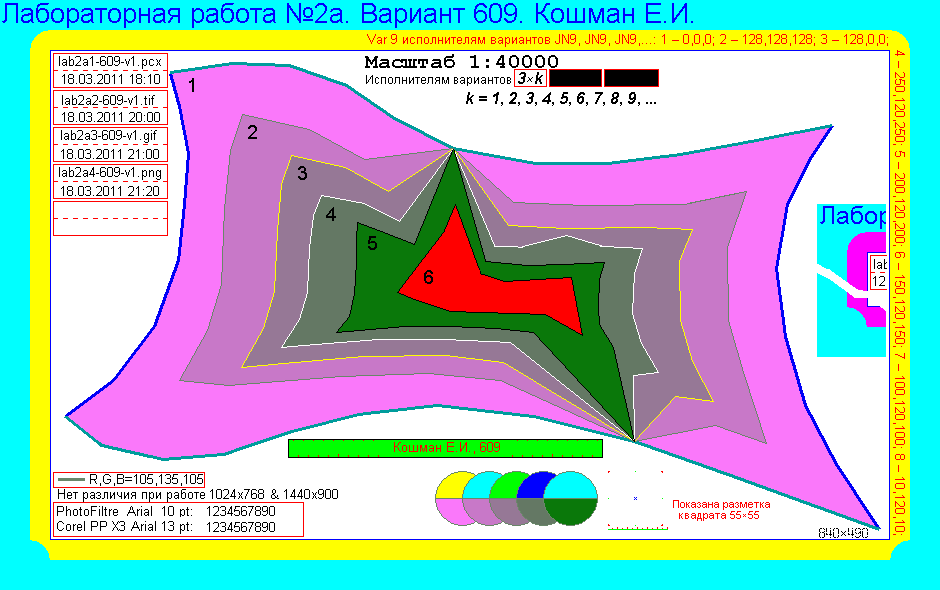 Лабораторная работа №2а. Вариант 609. Кошман Е.И.
Var 9 исполнителям вариантов JN9, JN9, JN9,...: 1 – 0,0,0; 2 – 128,128,128; 3 – 128,0,0;
4 – 250,120,250; 5 – 200,120,200; 6 – 150,120,150; 7 – 100,120,100; 8 – 10,120,10;
lab2a1-609-v1.pcx
18.03.2011 18:10
lab2a2-609-v1.tif
18.03.2011 20:00
lab2a3-609-v1.gif
18.03.2011 21:00
lab2a4-609-v1.png
18.03.2011 21:20
Масштаб 1:40000
Исполнителям вариантов 3×k
k = 1, 2, 3, 4, 5, 6, 7, 8, 9, ...
1
2
3
4
5
6
Лабор
lab
12
Кошман Е.И., 609
R,G,B=105,135,105
Нет различия при работе 1024x768 & 1440x900
PhotoFiltre Arial 10 pt: 1234567890
Corel PP X3 Arial 13 pt: 1234567890
Показана разметка
квадрата 55×55
640×490